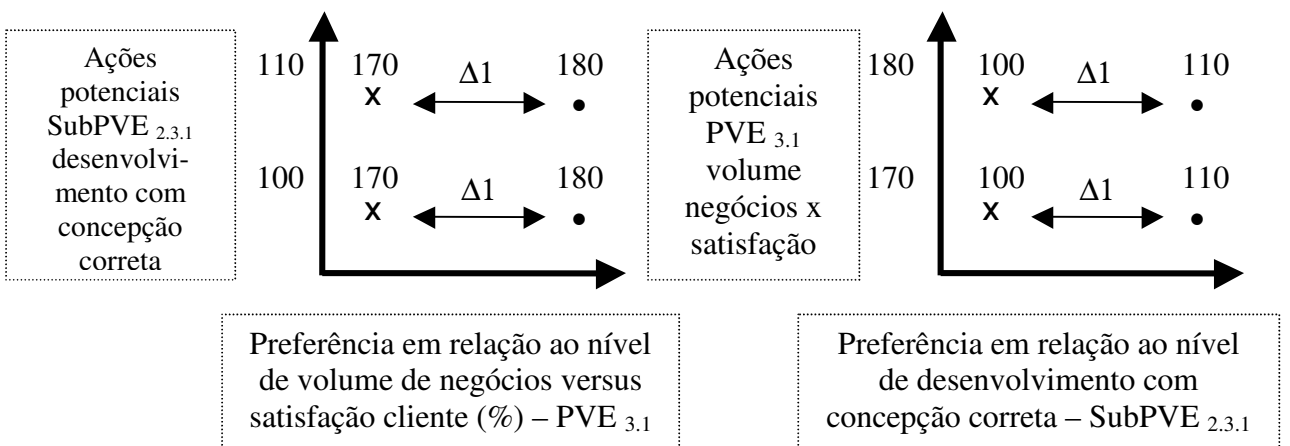 Ações
potenciais
SubPVE 2.3.1
desenvolvi-
mento com
concepção
correta
110 170 Δ1 180
x •
100 170 Δ1 180
x •
Preferência em relação ao nível
de volume de negócios versus
satisfação cliente (%) – PVE 3.1
Ações
potenciais
PVE 3.1
volume
negócios x
satisfação
180 100 Δ1 110
x •
170 100 Δ1 110
x •
Preferência em relação ao nível
de desenvolvimento com
concepção correta – SubPVE 2.3.1